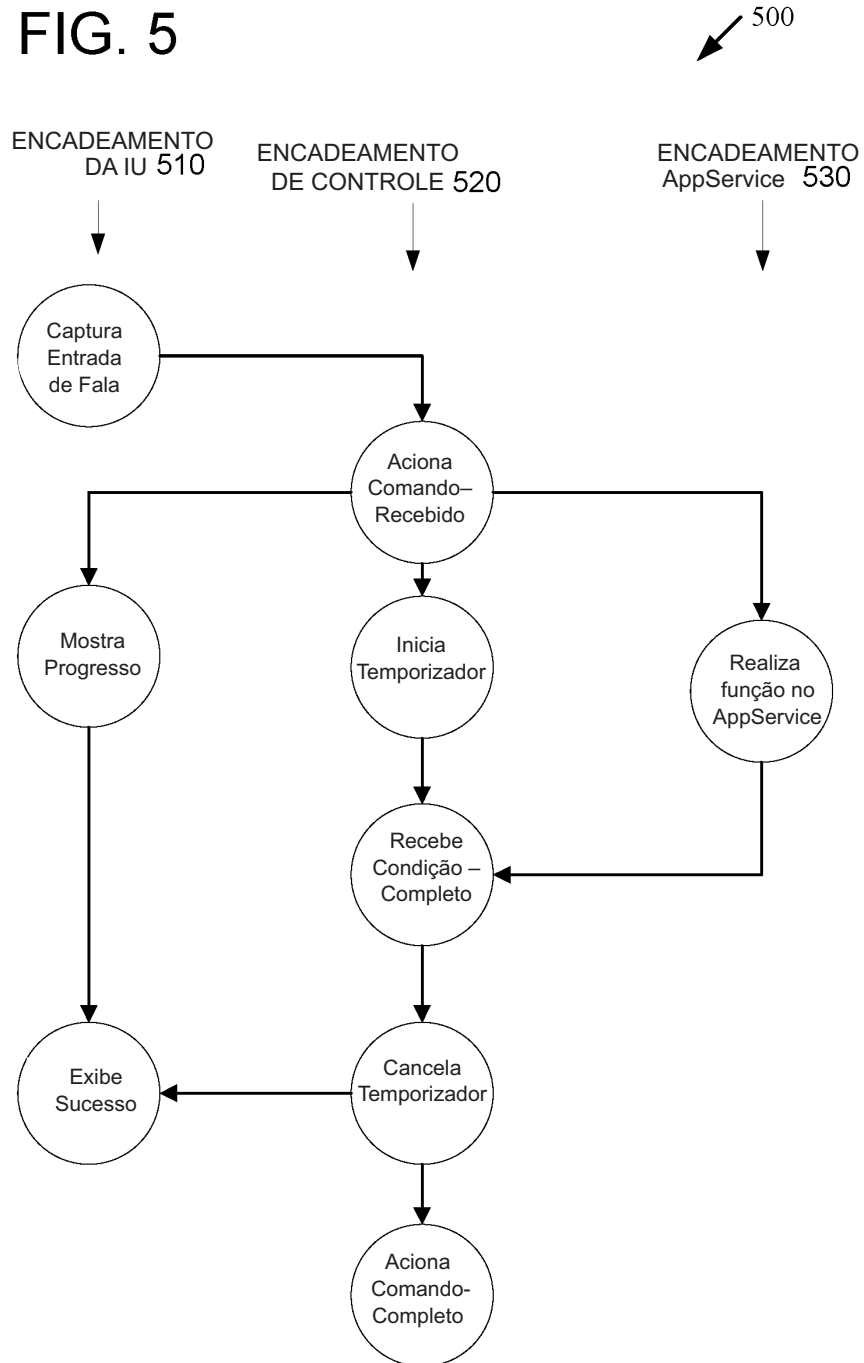 FIG. 5
500
ENCADEAMENTO
DA IU 510
ENCADEAMENTO
DE CONTROLE 520
ENCADEAMENTO
AppService 530
Captura
Entrada
de Fala
Aciona
Comando–
Recebido
Mostra
Progresso
Inicia
Temporizador
Realiza
função no
AppService
Recebe
Condição –
Completo
Exibe
Sucesso
Cancela
Temporizador
Aciona
Comando-
Completo